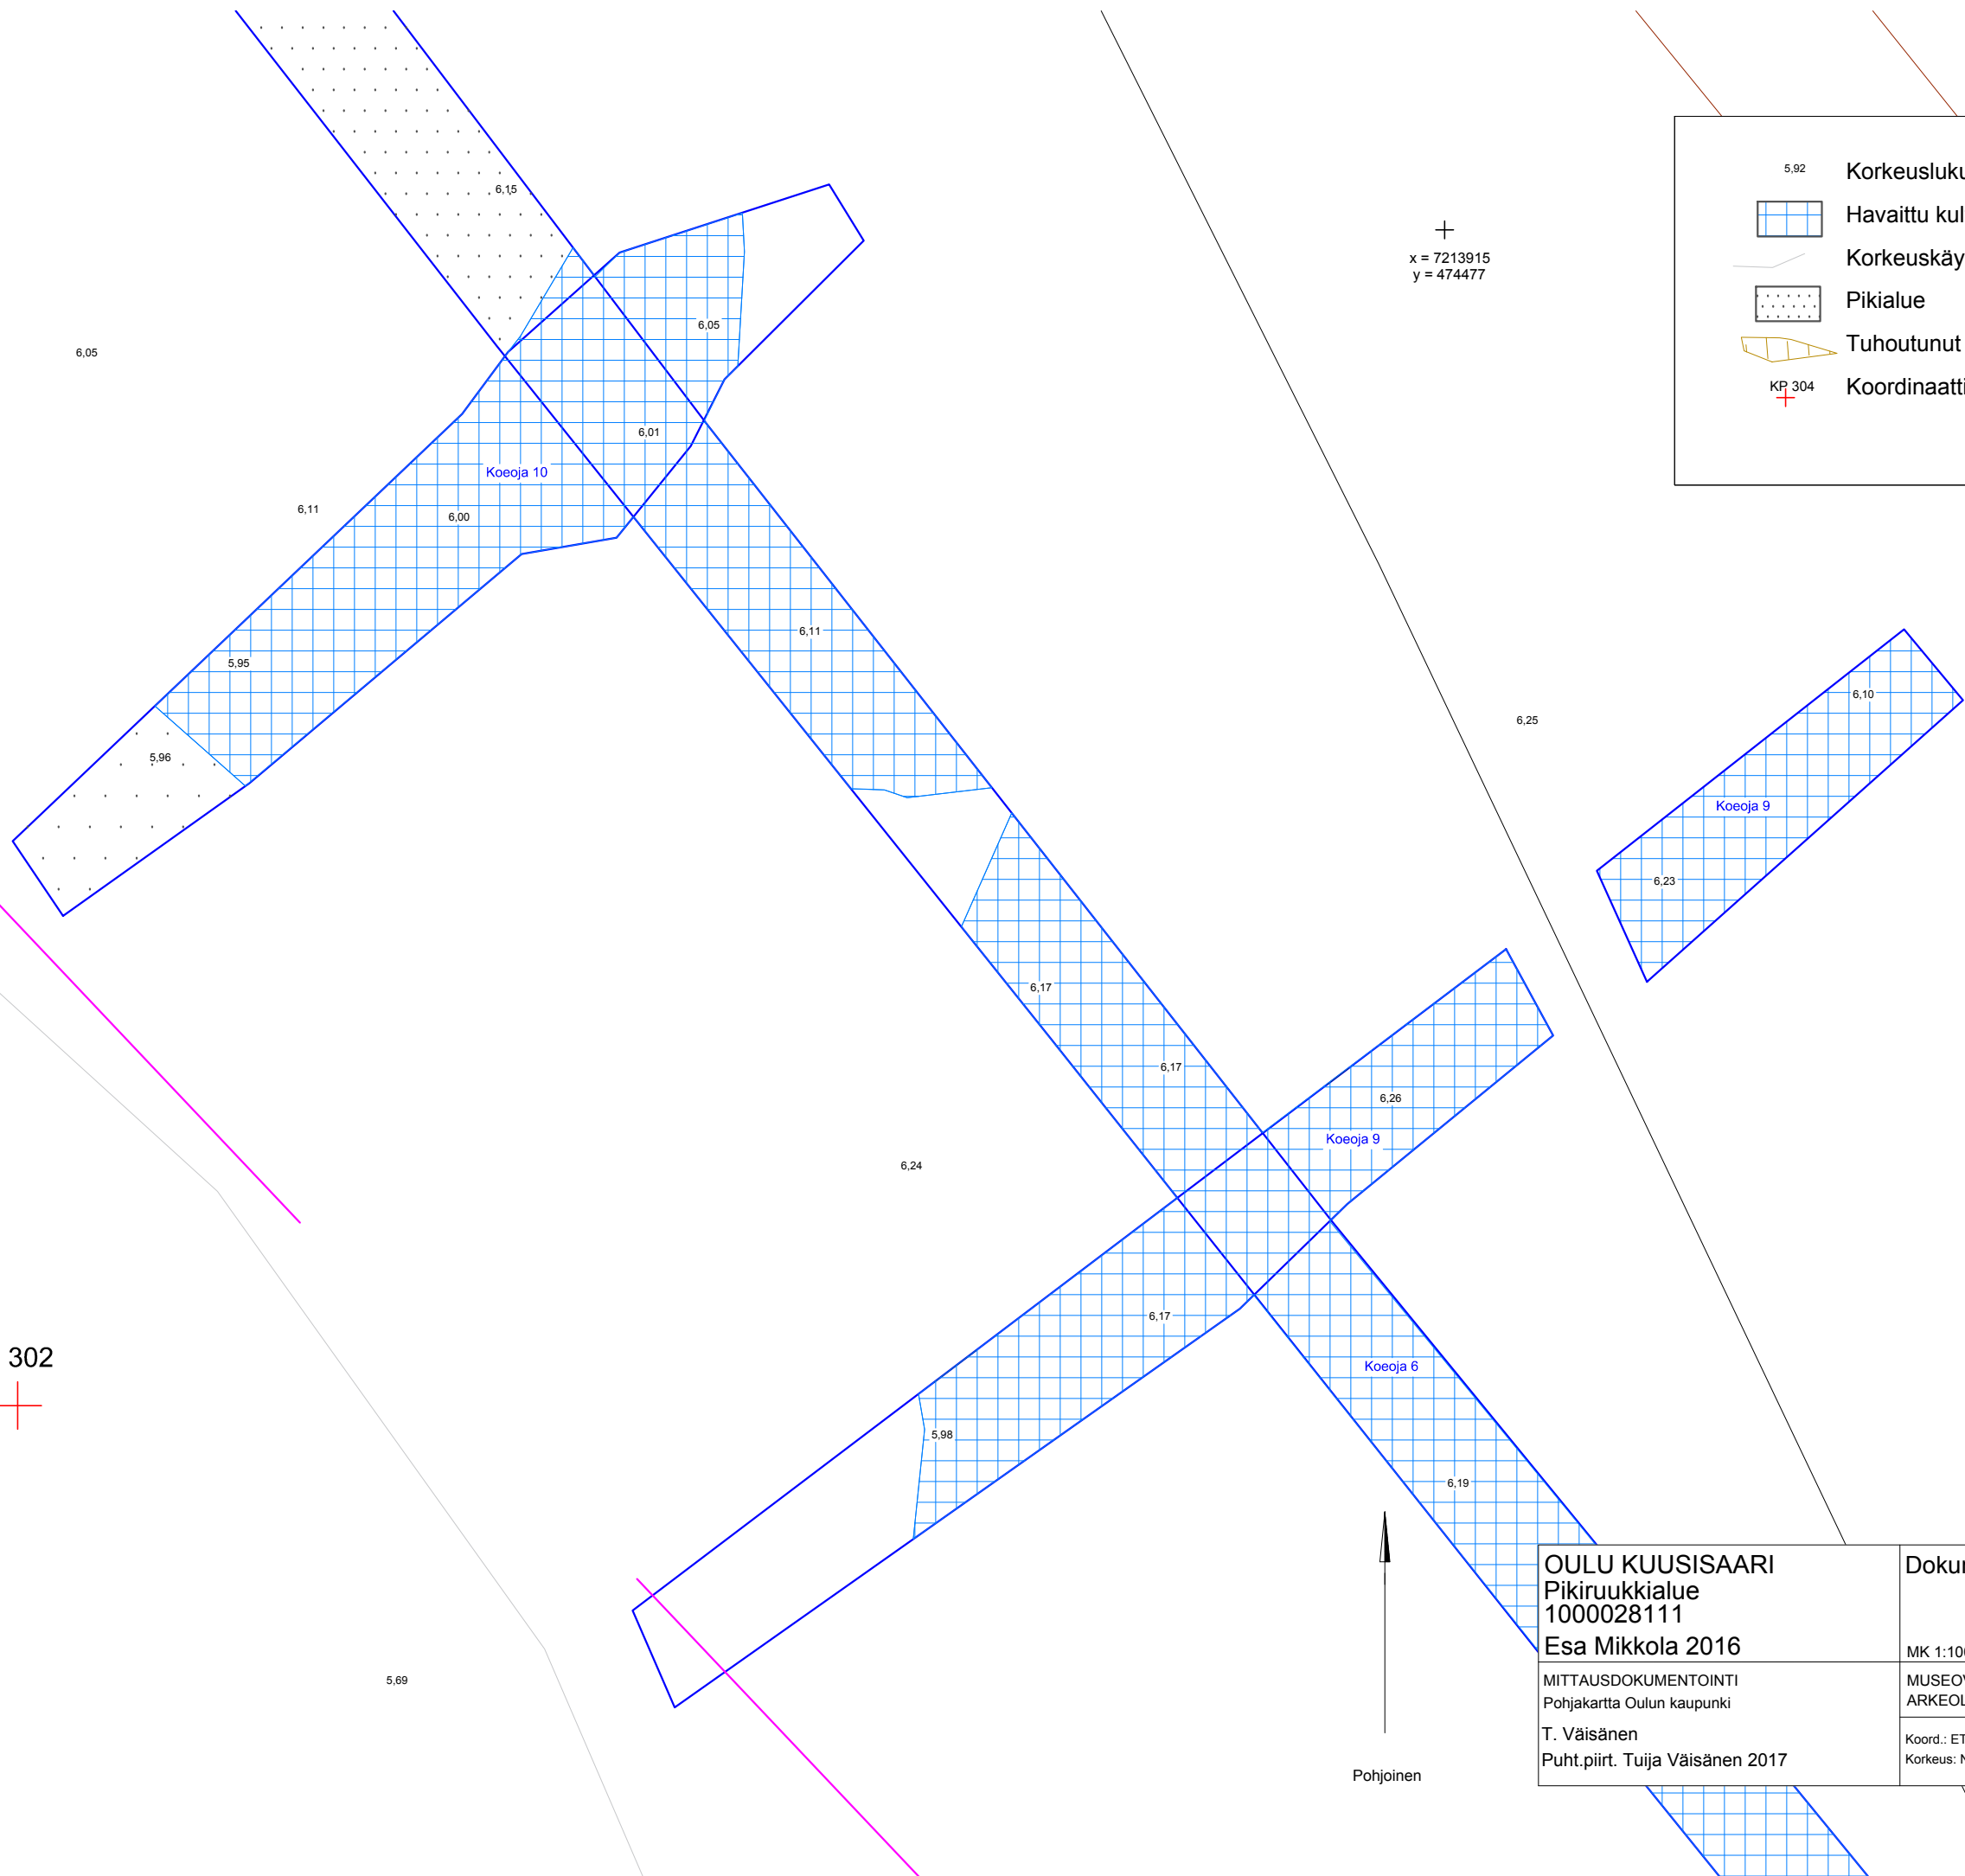 6,15
6,05
x = 7213915
y = 474477
5,92
Korkeusluku
Havaittu kul
Korkeuskäy
Pikialue
Tuhoutunut
KP 304
Koordinaatti
6,05
6,01
Koeoja 10
6,11
6,00
5,95
5,96
6,11
6,25
6,10
Koeoja 9
6,23
6,17
6,17
6,26
Koeoja 9
6,24
6,17
302
Koeoja 6
5,98
6,19
5,69
Pohjoinen
OULU KUUSISAARI
Pikiruukkialue
1000028111
Esa Mikkola 2016
MITTAUSDOKUMENTOINTI
Pohjakartta Oulun kaupunki
T. Väisänen
Puht.piirt. Tuija Väisänen 2017
Dokum
MK 1:100
MUSEOV
ARKEOL
Koord.: ET
Korkeus: N